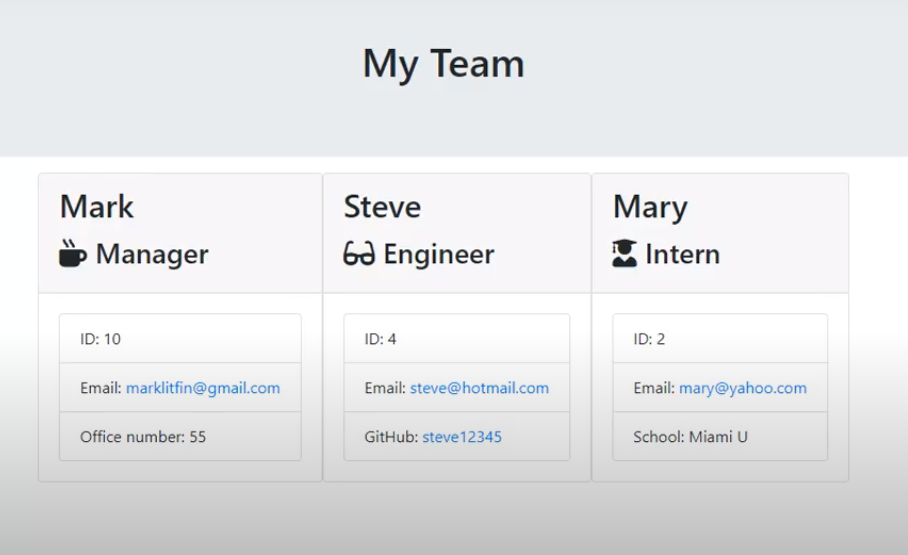 My Team
Mark
Manager
ID: 10
Email: marklitfin@gmail.com
Office number: 55
Steve
Engineer
ID: 4
Email: steve@hotmail.com
GitHub: steve12345
Mary
Intern
ID: 2
Email: mary@yahoo.com
School: Miami U